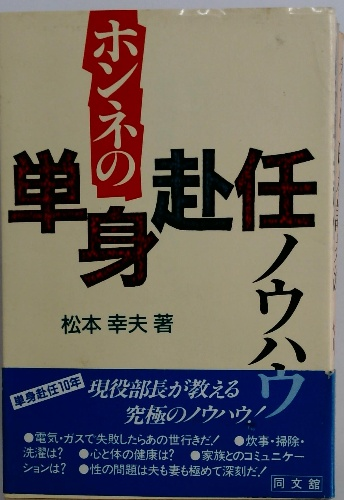 ホンネの
単身赴任
ノウハウ
松本 幸夫 著
単身赴任10年
現役部長が教える
究極のノウハウ!
●電気・ガスで失敗したらあの世行きだ! ●炊事・掃除・
洗濯は? ●心と体の健康は? ●家族とのコミュニケー
ションは? ●性の問題は夫も妻も極めて深刻だ!
同文館